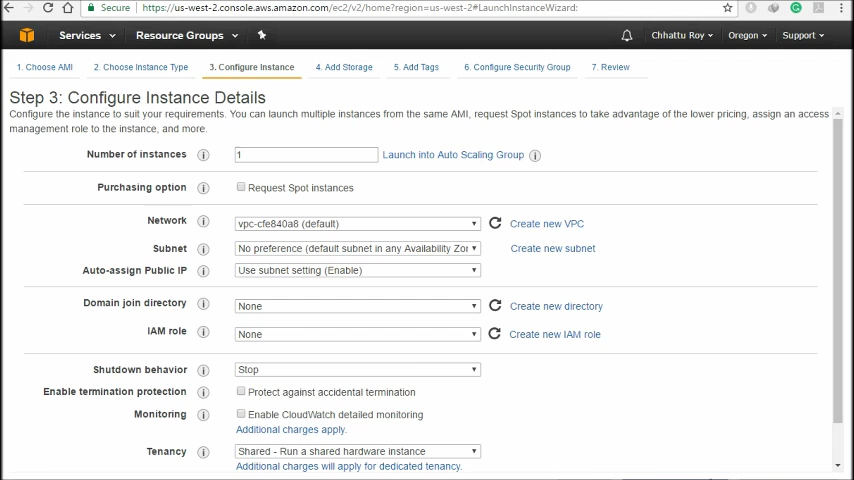 Secure https://us-west-2.console.aws.amazon.com/ec2/v2/home?region=us-west-2#LaunchInstanceWizard:
Services Resource Groups Chhattu Roy Oregon Support
1. Choose AMI 2. Choose Instance Type 3. Configure Instance 4. Add Storage 5. Add Tags 6. Configure Security Group 7. Review
Step 3: Configure Instance Details
Configure the instance to suit your requirements. You can launch multiple instances from the same AMI, request Spot instances to take advantage of the lower pricing, assign an access
management role to the instance, and more.
Number of instances 1 Launch into Auto Scaling Group
Purchasing option Request Spot instances
Network vpc-cfe840a8 (default) Create new VPC
Subnet No preference (default subnet in any Availability Zor Create new subnet
Auto-assign Public IP Use subnet setting (Enable)
Domain join directory None Create new directory
IAM role None Create new IAM role
Shutdown behavior Stop
Enable termination protection Protect against accidental termination
Monitoring Enable CloudWatch detailed monitoring
Additional charges apply.
Tenancy Shared - Run a shared hardware instance
Additional charges will apply for dedicated tenancy.